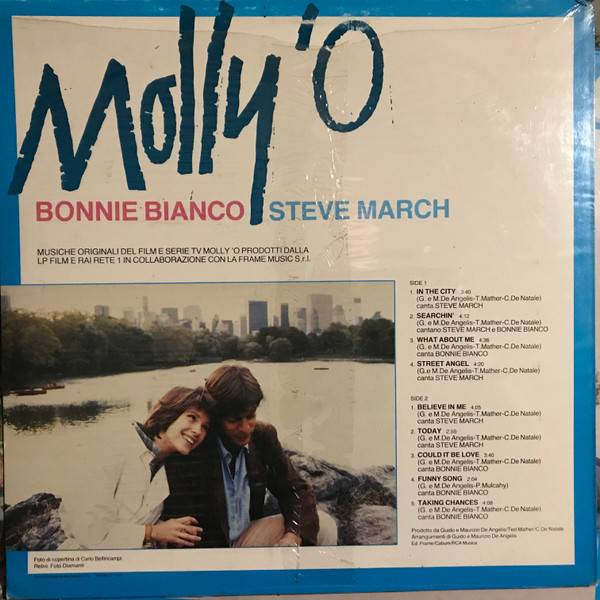 Molly 'O
BONNIE BIANCO STEVE MARCH
MUSICHE ORIGINALI DEL FILM E SERIE TV MOLLY 'O PRODOTTI DALLA
LP FILM E RAI RETE 1 IN COLLABORAZIONE CON LA FRAME MUSIC S.r.l.
SIDE 1
1. IN THE CITY 3:40
(G. e M.De Angelis-T.Mather-C.De Natale)
canta STEVE MARCH
2. SEARCHIN' 4:12
(G. e M.De Angelis-T.Mather-C.De Natale)
cantano STEVE MARCH e BONNIE BIANCO
3. WHAT ABOUT ME 4:38
(G. e M.De Angelis-T.Mather-C.De Natale)
canta BONNIE BIANCO
4. STREET ANGEL 4:20
(G.e M.De Angelis-T.Mather-C.De Natale)
canta STEVE MARCH
SIDE 2
1. BELIEVE IN ME 4:05
(G. e M.De Angelis-T.Mather-C.De Natale)
canta STEVE MARCH
2. TODAY 2:55
(G. e M.De Angelis-T.Mather-C.De Natale)
canta STEVE MARCH
3. COULD IT BE LOVE 3:40
(G. e M.De Angelis-T.Mather-C.De Natale)
canta BONNIE BIANCO
4. FUNNY SONG 2:04
(G. e M.De Angelis-P.Mulcahy)
canta BONNIE BIANCO
5. TAKING CHANCES 4:08
(G. e M.De Angelis-T.Mather-C.De Natale)
canta BONNIE BIANCO
Prodotto da Guido e Maurizio De Angelis/Ted Mather/C. De Natale
Arrangiamenti di Guido e Maurizio De Angelis
Ed. Frame/Cabum/RCA Musica
Foto di copertina di Carlo Bellincampi
Retro: Foto Diamanti